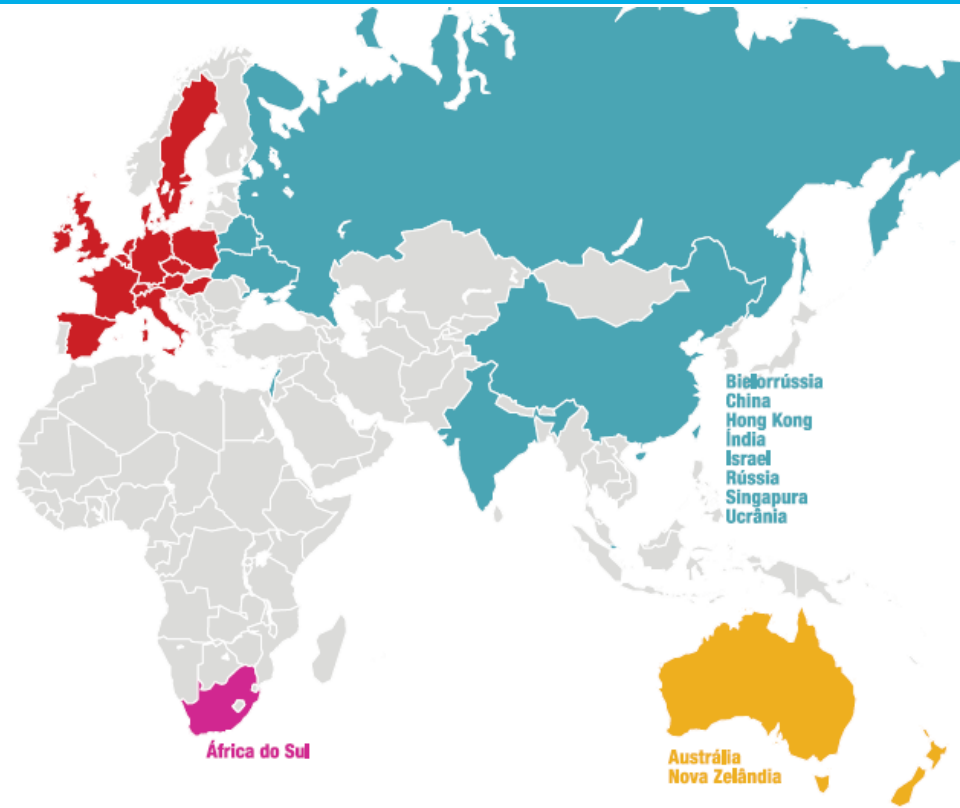 Bielorrússia
China
Hong Kong
Índia
Israel
Rússia
Singapura
Ucrânia
África do Sul
Austrália
Nova Zelândia